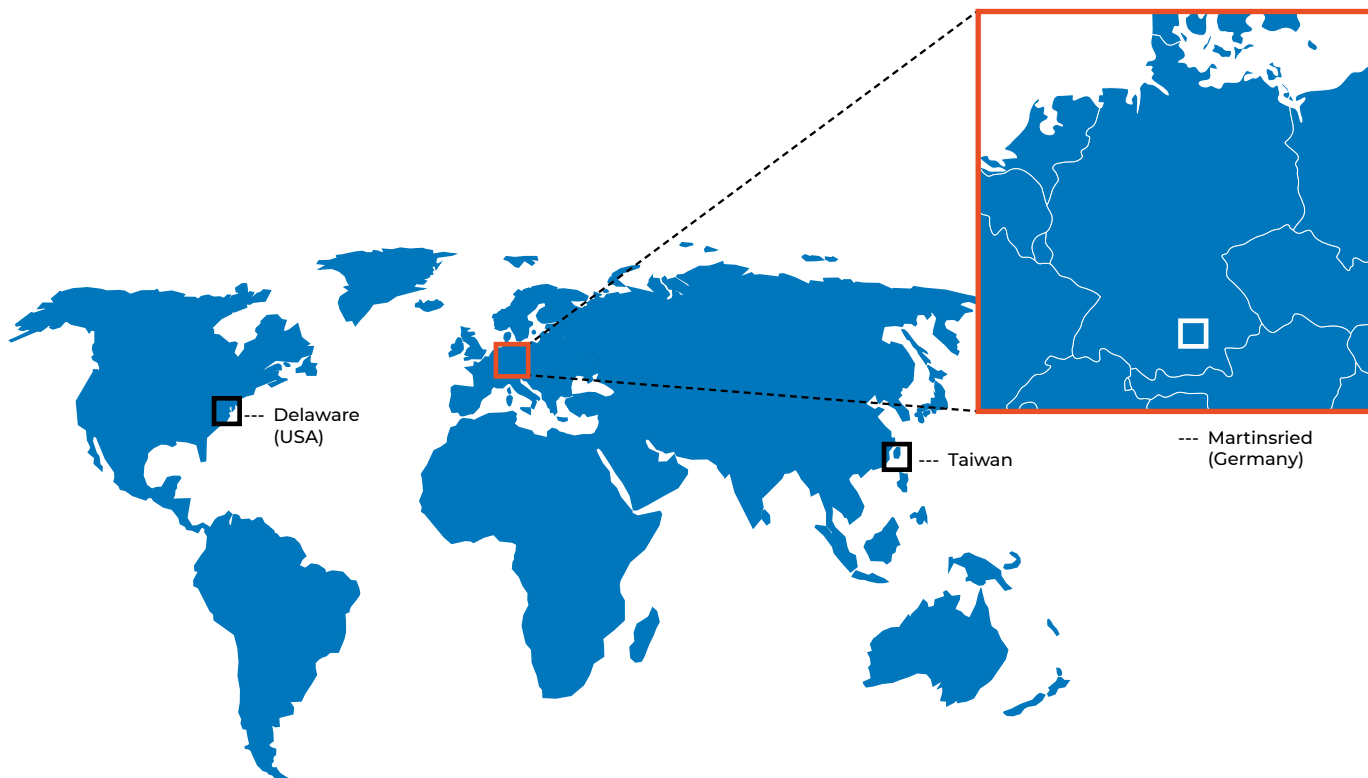 --- Delaware
(USA)
--- Taiwan
--- Martinsried
(Germany)